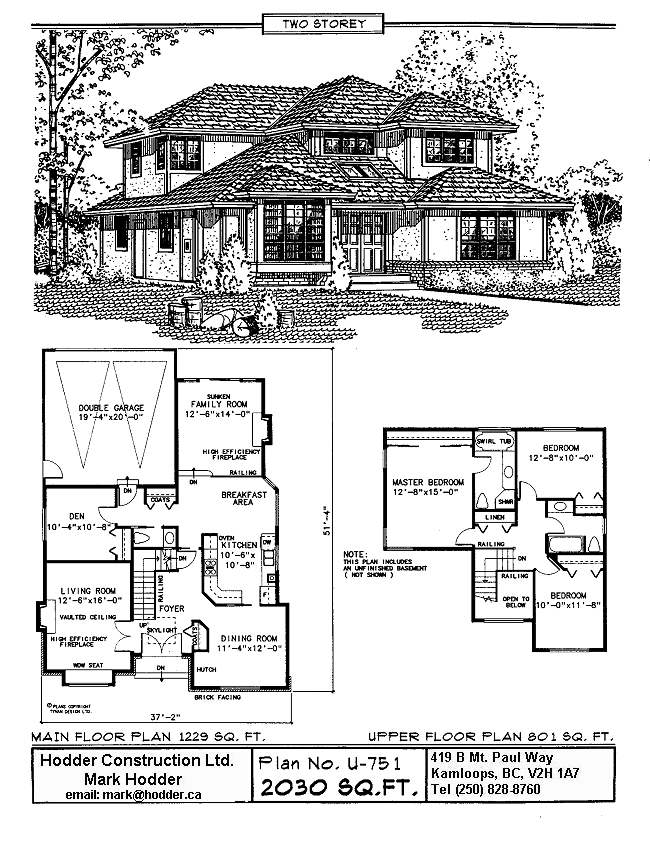 TWO STOREY
DOUBLE GARAGE
19'-4"x20'-0"
SUNKEN
FAMILY ROOM
12'-6"x14'-0"
HIGH EFFICIENCY
FIREPLACE
RAILING
DN
DN
COATS
BREAKFAST
AREA
DEN
10'-4"x10'-8"
OVEN
KITCHEN
10'-6"x
10'-8"
DW
F
DN
RAILING
LIVING ROOM
12'-6"x16'-0"
VAULTED CEILING
HIGH EFFICIENCY
FIREPLACE
WDW SEAT
FOYER
UP
SKYLIGHT
COATS
DINING ROOM
11'-4"x12'-0"
HUTCH
DN
BRICK FACING
51'-4"
37'-2"
© PLANS COPYRIGHT
TYNAN DESIGN LTD.
NOTE:
THIS PLAN INCLUDES
AN UNFINISHED BASEMENT
( NOT SHOWN )
SWIRL TUB
BEDROOM
12'-8"x10'-0"
MASTER BEDROOM
12'-8"x15'-0"
SHWR
LINEN
RAILING
DN
RAILING
OPEN TO
BELOW
BEDROOM
10'-0"x11'-8"
MAIN FLOOR PLAN 1229 SQ. FT.
UPPER FLOOR PLAN 801 SQ. FT.
Hodder Construction Ltd.
Mark Hodder
email: mark@hodder.ca
Plan No. U-751
2030 SQ.FT.
419 B Mt. Paul Way
Kamloops, BC, V2H 1A7
Tel (250) 828-8760